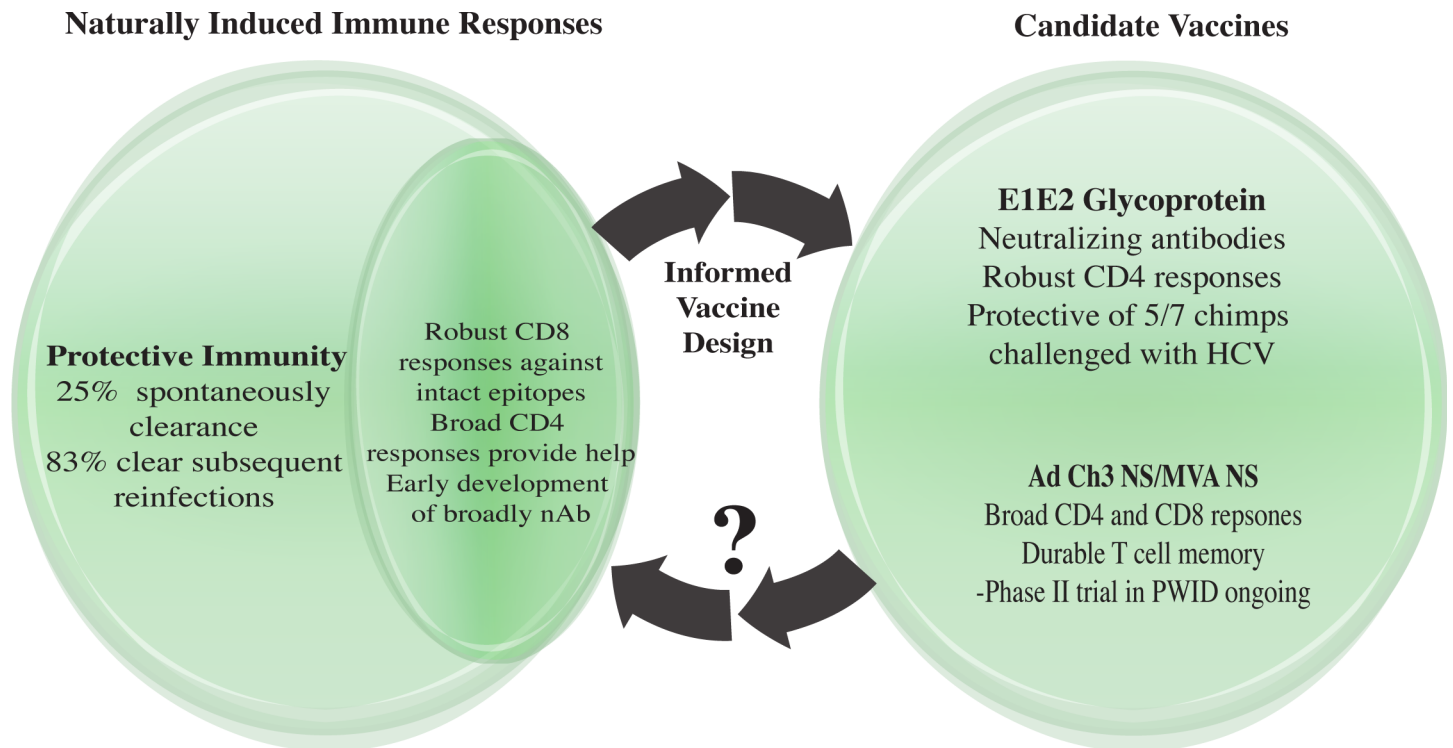 Naturally Induced Immune Responses
Candidate Vaccines
Protective Immunity
25% spontaneously
clearance
83% clear subsequent
reinfections
Robust CD8
responses against
intact epitopes
Broad CD4
responses provide help
Early development
of broadly nAb
Informed
Vaccine
Design
?
E1E2 Glycoprotein
Neutralizing antibodies
Robust CD4 responses
Protective of 5/7 chimps
challenged with HCV
Ad Ch3 NS/MVA NS
Broad CD4 and CD8 repsones
Durable T cell memory
-Phase II trial in PWID ongoing